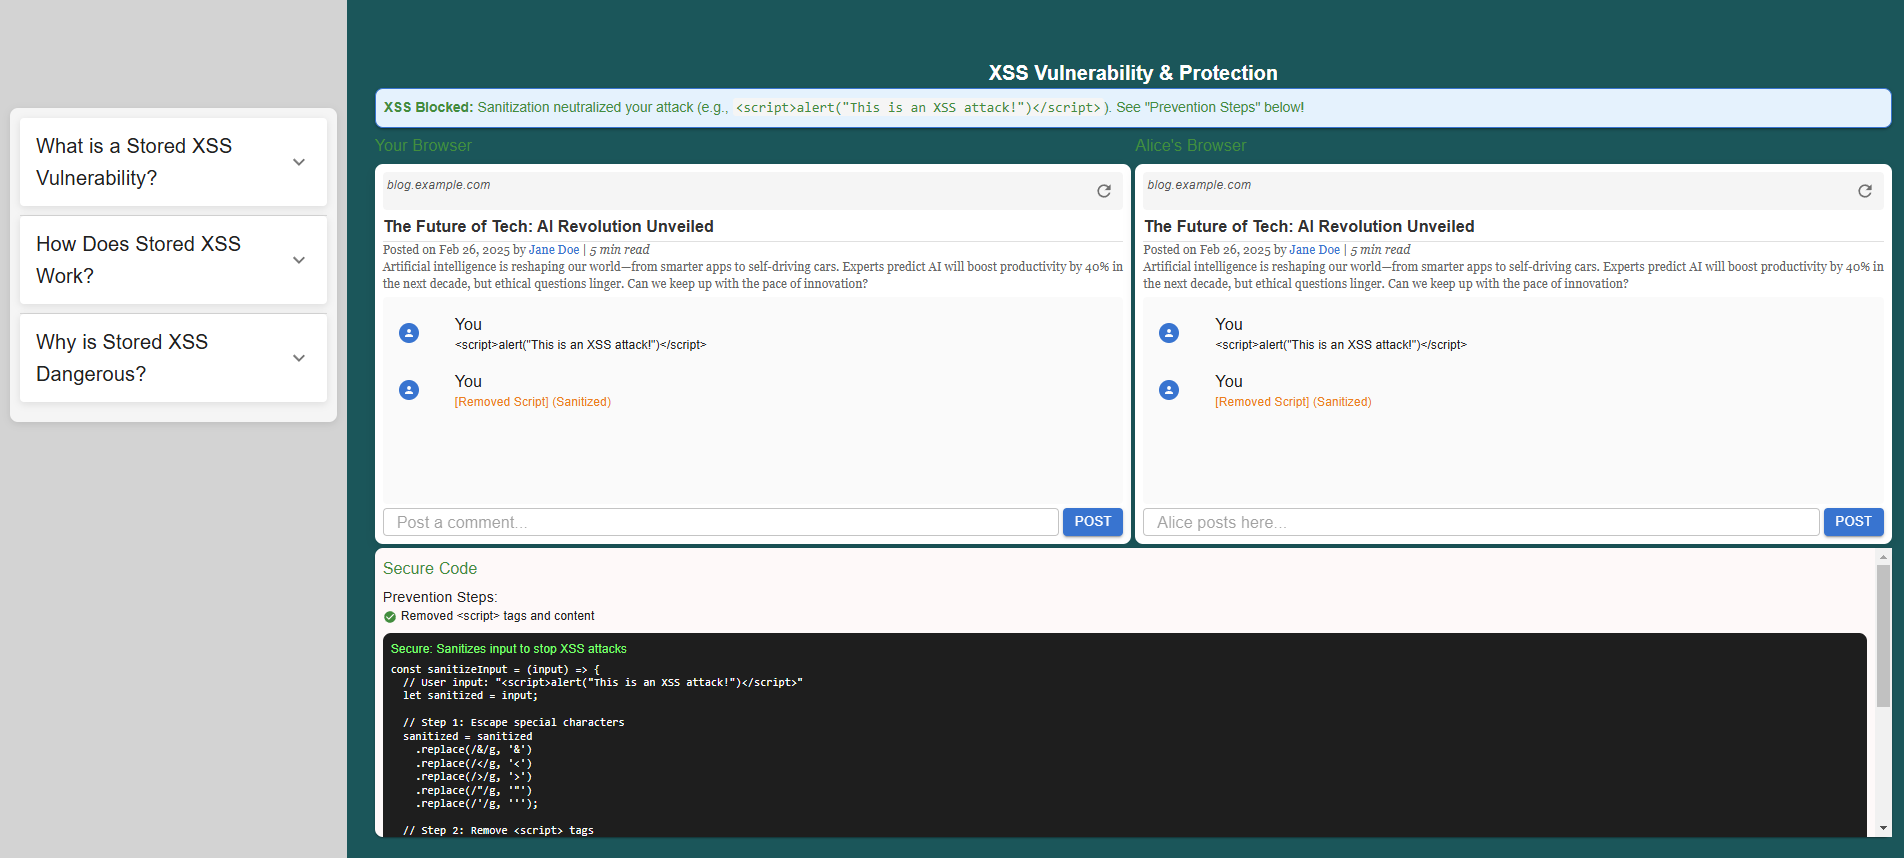 What is a Stored XSS
Vulnerability?
How Does Stored XSS
Work?
Why is Stored XSS
Dangerous?
XSS Vulnerability & Protection
XSS Blocked: Sanitization neutralized your attack (e.g., <script>alert("This is an XSS attack!")</script> ). See "Prevention Steps" below!
Your Browser
blog.example.com
The Future of Tech: AI Revolution Unveiled
Posted on Feb 26, 2025 by Jane Doe | 5 min read
Artificial intelligence is reshaping our world—from smarter apps to self-driving cars. Experts predict AI will boost productivity by 40% in
the next decade, but ethical questions linger. Can we keep up with the pace of innovation?
You
<script>alert("This is an XSS attack!")</script>
You
[Removed Script] (Sanitized)
Post a comment...
POST
Alice's Browser
blog.example.com
The Future of Tech: AI Revolution Unveiled
Posted on Feb 26, 2025 by Jane Doe | 5 min read
Artificial intelligence is reshaping our world—from smarter apps to self-driving cars. Experts predict AI will boost productivity by 40% in
the next decade, but ethical questions linger. Can we keep up with the pace of innovation?
You
<script>alert("This is an XSS attack!")</script>
You
[Removed Script] (Sanitized)
Alice posts here...
POST
Secure Code
Prevention Steps:
Removed <script> tags and content
Secure: Sanitizes input to stop XSS attacks
const sanitizeInput = (input) => {
// User input: "<script>alert("This is an XSS attack!")</script>"
let sanitized = input;
// Step 1: Escape special characters
sanitized = sanitized
.replace(/&/g, '&')
.replace(/</g, '<')
.replace(/>/g, '>')
.replace(/"/g, '"')
.replace(/'/g, ''');
// Step 2: Remove <script> tags